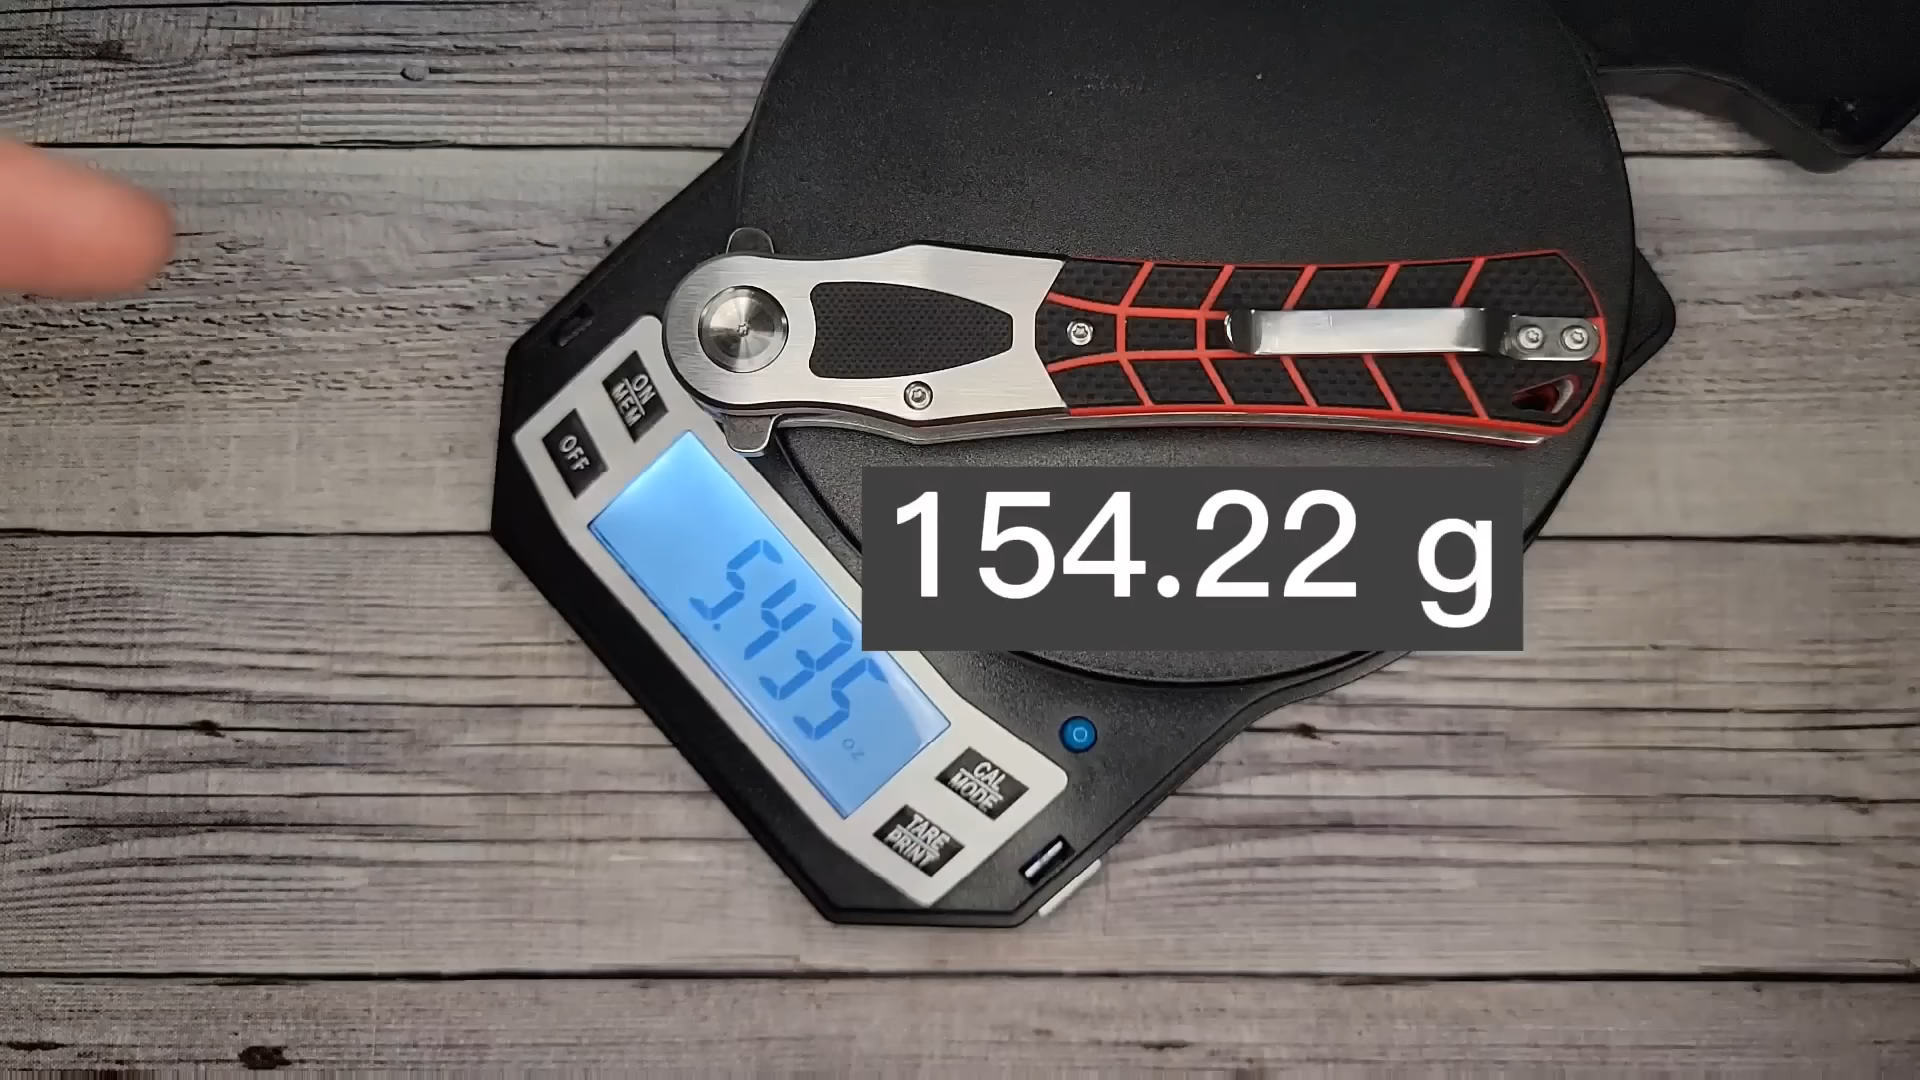 ON
MEM
OFF
154.22 g
5.435
oz
CAL
MODE
TARE
PRINT